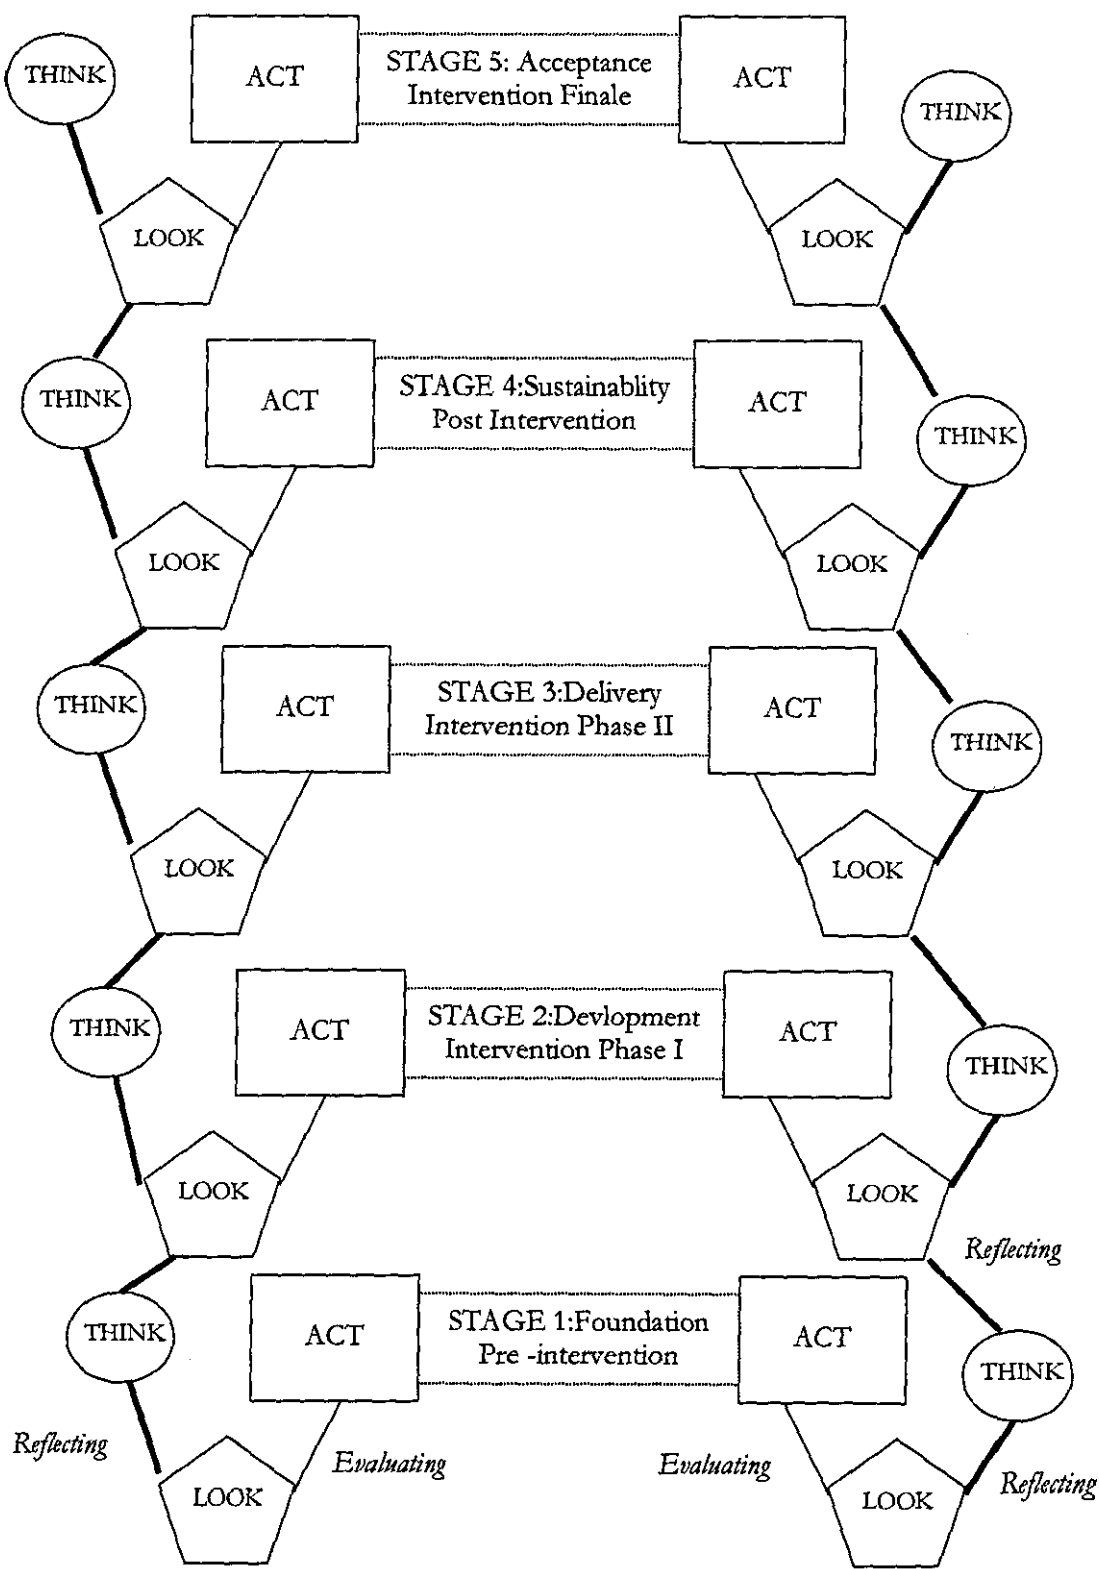 THINK
ACT
STAGE 5: Acceptance
Intervention Finale
ACT
THINK
LOOK
LOOK
THINK
ACT
STAGE 4:Sustainablity
Post Intervention
ACT
THINK
LOOK
LOOK
THINK
ACT
STAGE 3:Delivery
Intervention Phase II
ACT
THINK
LOOK
LOOK
THINK
ACT
STAGE 2:Devlopment
Intervention Phase I
ACT
THINK
LOOK
LOOK
Reflecting
THINK
ACT
STAGE 1:Foundation
Pre -intervention
ACT
THINK
Reflecting
Evaluating
Evaluating
Reflecting
LOOK
LOOK